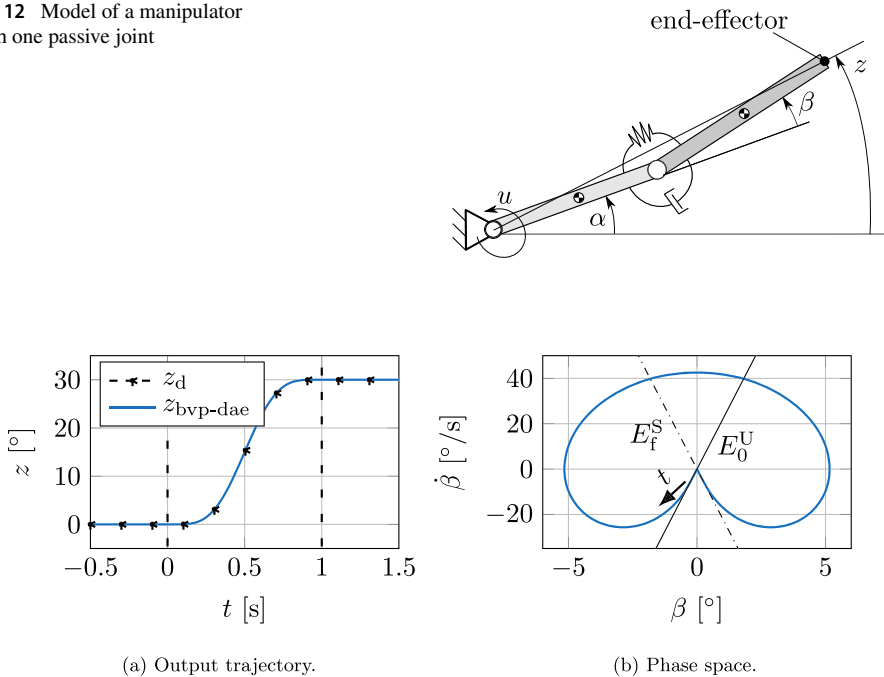 12 Model of a manipulator
one passive joint
end-effector
z
β
u
α
30
20
10
0
z [°]
z_d
z_bvp-dae
−0.5 0 0.5 1 1.5
t [s]
(a) Output trajectory.
40
20
0
−20
β̇ [°/s]
E_f^S
E_0^U
t
−5 0 5
β [°]
(b) Phase space.